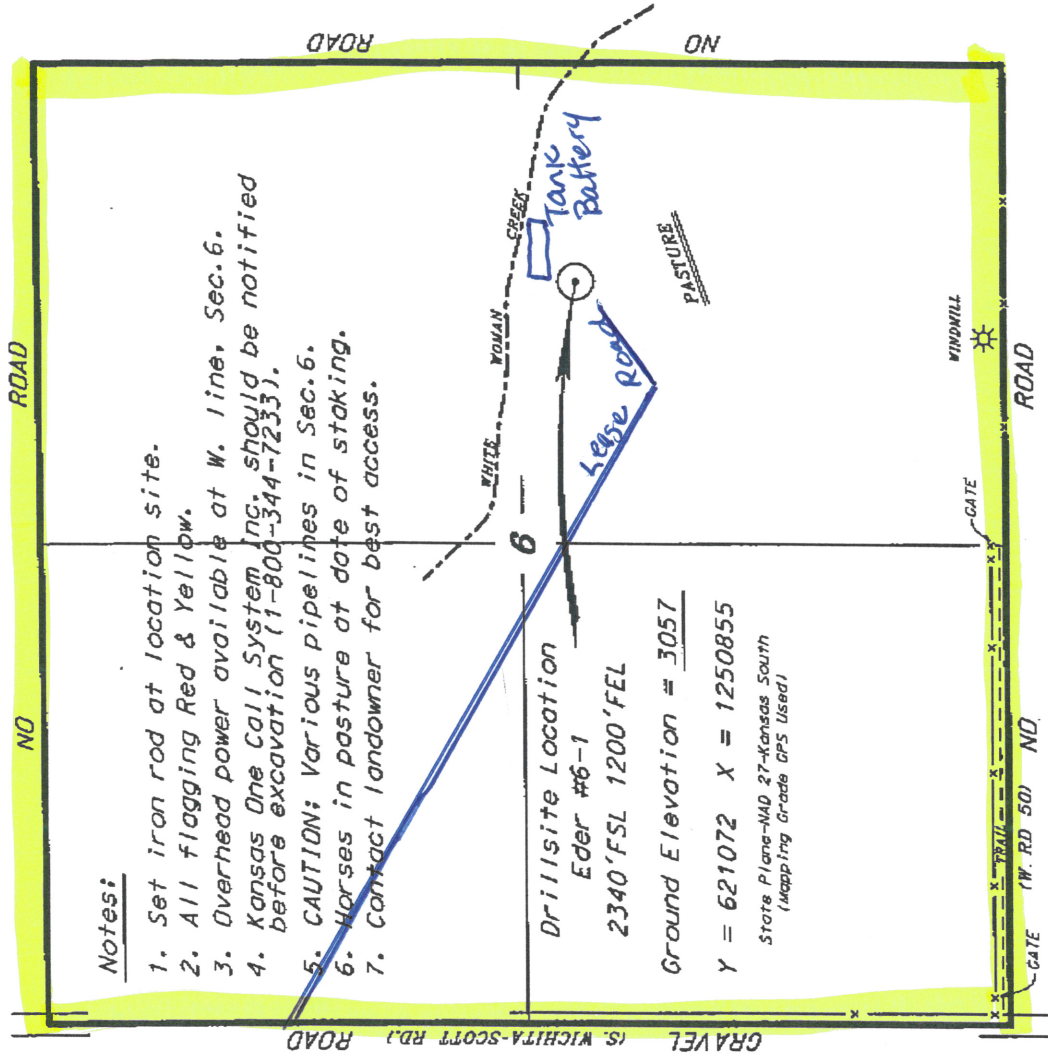 NO ROAD
Notes:
1. Set iron rod at location site.
2. All flagging Red & Yellow.
3. Overhead power available at W. line, Sec.6.
4. Kansas One Call System Inc. should be notified
before excavation (1-800-344-7233).
5. CAUTION: Various pipelines in Sec.6.
6. Horses in pasture at date of staking.
7. Contact landowner for best access.
WHITE WOMAN CREEK
Tank
Battery
6
Lease Road
PASTURE
Drillsite Location
Eder #6-1
2340'FSL 1200'FEL
Ground Elevation = 3057
Y = 621072 X = 1250855
State Plane-NAD 27-Kansas South
(Mapping Grade GPS Used)
WINDMILL
GATE
TRAIL
GATE
(W. RD 50) NO ROAD
GRAVEL (S. WICHITA-SCOTT RD.) ROAD
NO ROAD